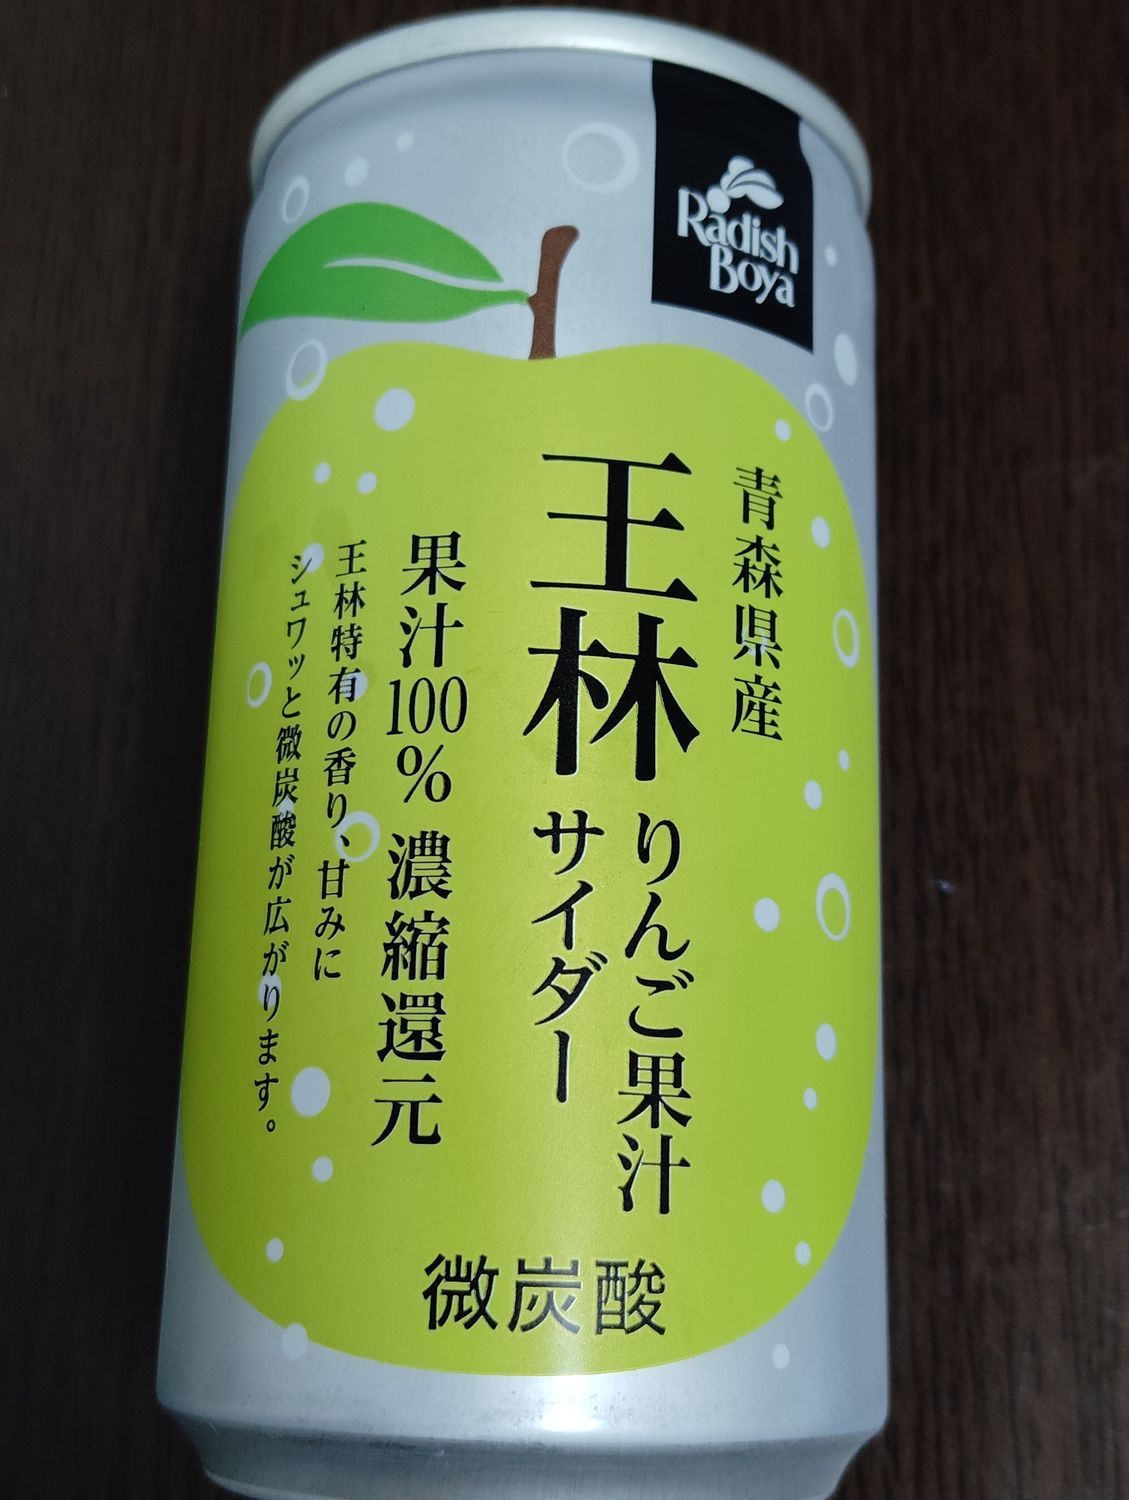 Radish
Boya
青森県産
王林
りんご果汁
サイダー
果汁100%濃縮還元
王林特有の香り、甘みに
シュワッと微炭酸が広がります。
微炭酸